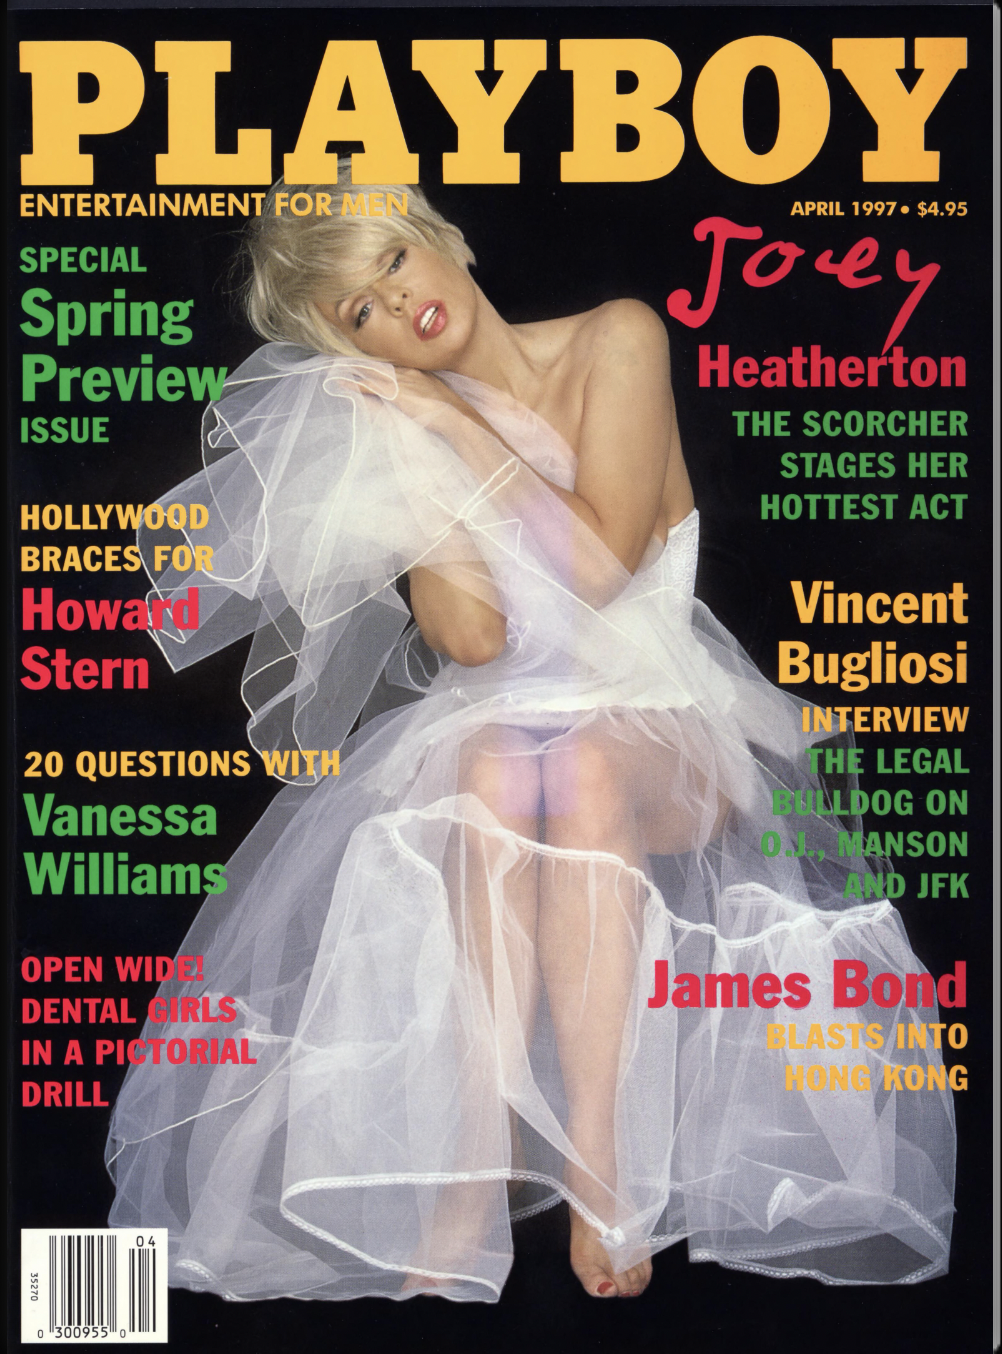 PLAYBOY
ENTERTAINMENT FOR MEN
APRIL 1997 • $4.95
SPECIAL
Spring
Preview
ISSUE
HOLLYWOOD
BRACES FOR
Howard
Stern
20 QUESTIONS WITH
Vanessa
Williams
OPEN WIDE!
DENTAL GIRLS
IN A PICTORIAL
DRILL
Joey
Heatherton
THE SCORCHER
STAGES HER
HOTTEST ACT
Vincent
Bugliosi
INTERVIEW
THE LEGAL
BULLDOG ON
O.J., MANSON
AND JFK
James Bond
BLASTS INTO
HONG KONG
04
35270
0 300955 0